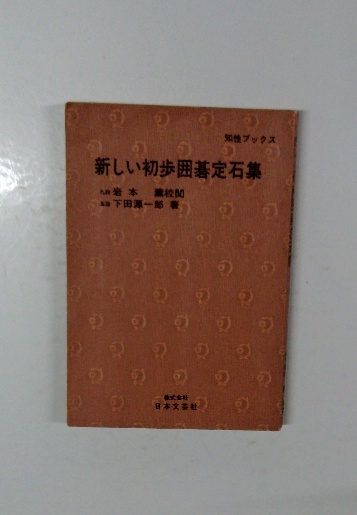 知性ブックス
新しい初歩囲碁定石集
九段 岩本 薫校閲
五段 下田源一郎 著
株式会社
日本文芸社